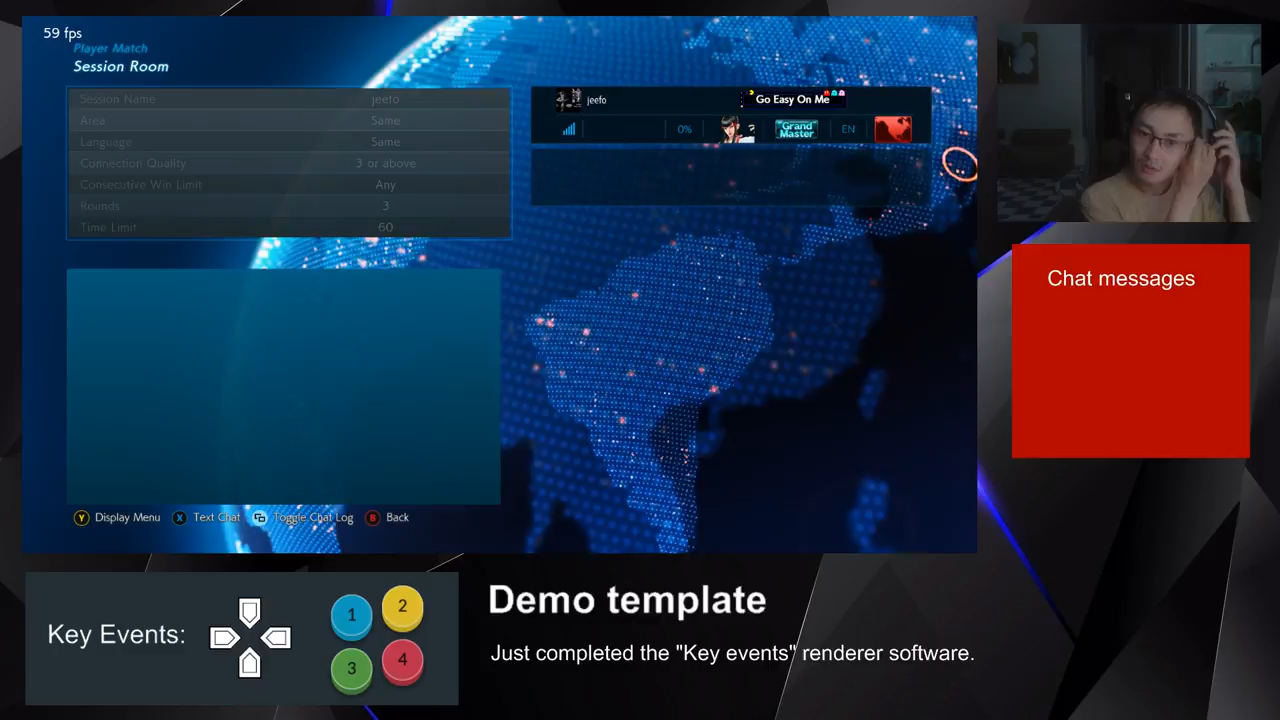 59 fps
Player Match
Session Room
Session Name jeefo
Area Same
Language Same
Connection Quality 3 or above
Consecutive Win Limit Any
Rounds 3
Time Limit 60
jeefo Go Easy On Me
0% Grand Master EN
Y Display Menu X Text Chat Toggle Chat Log B Back
Chat messages
Key Events: 1 2 3 4
Demo template
Just completed the "Key events" renderer software.